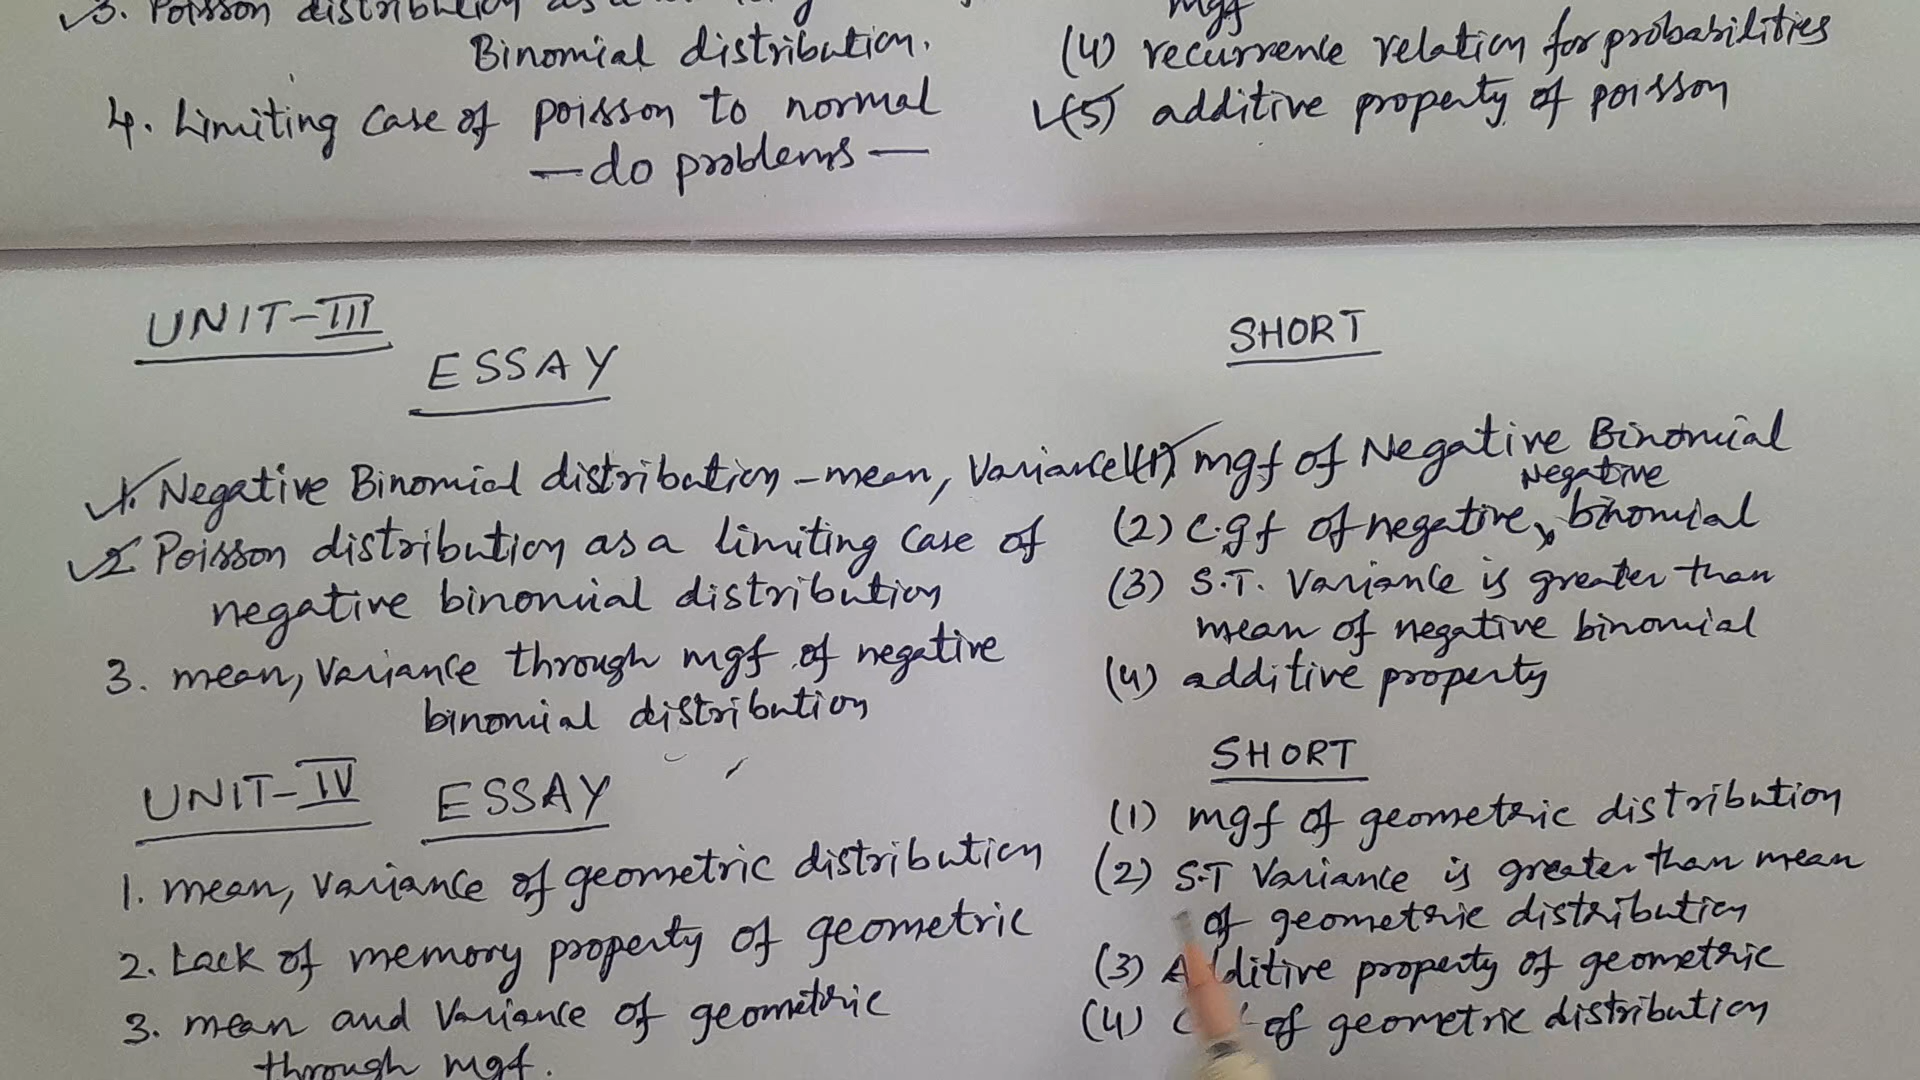 3. Poisson distribution as a
Binomial distribution.
4. Limiting case of poisson to normal
— do problems —
mgf
(4) recurrence relation for probabilities
(5) additive property of poisson
UNIT-III
ESSAY
1. Negative Binomial distribution - mean, Variance
2. Poisson distribution as a limiting case of
negative binomial distribution
3. mean, Variance through mgf of negative
binomial distribution
SHORT
(1) mgf of Negative Binomial
Negative
(2) C.g.f of negative binomial
(3) S.T. Variance is greater than
mean of negative binomial
(4) additive property
UNIT-IV
ESSAY
1. mean, Variance of geometric distribution
2. Lack of memory property of geometric
3. mean and Variance of geometric
through mgf.
SHORT
(1) mgf of geometric distribution
(2) S.T Variance is greater than mean
of geometric distribution
(3) Additive property of geometric
(4) of geometric distribution